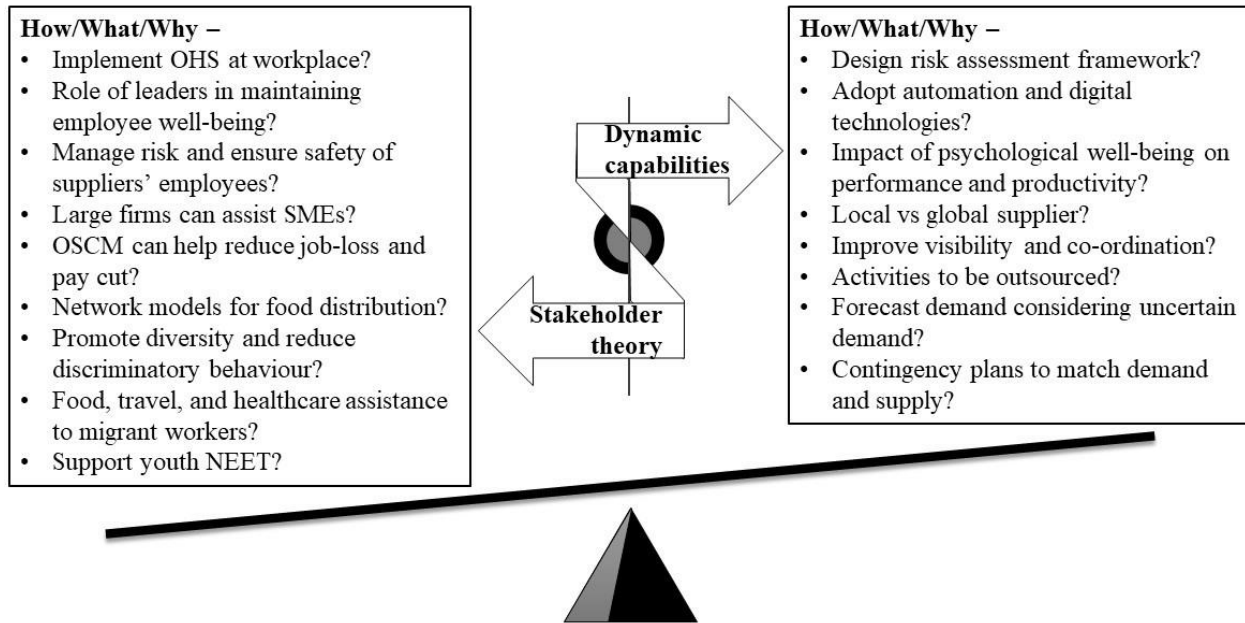 How/What/Why –
• Implement OHS at workplace?
• Role of leaders in maintaining
employee well-being?
• Manage risk and ensure safety of
suppliers’ employees?
• Large firms can assist SMEs?
• OSCM can help reduce job-loss and
pay cut?
• Network models for food distribution?
• Promote diversity and reduce
discriminatory behaviour?
• Food, travel, and healthcare assistance
to migrant workers?
• Support youth NEET?
Dynamic
capabilities
Stakeholder
theory
How/What/Why –
• Design risk assessment framework?
• Adopt automation and digital
technologies?
• Impact of psychological well-being on
performance and productivity?
• Local vs global supplier?
• Improve visibility and co-ordination?
• Activities to be outsourced?
• Forecast demand considering uncertain
demand?
• Contingency plans to match demand
and supply?